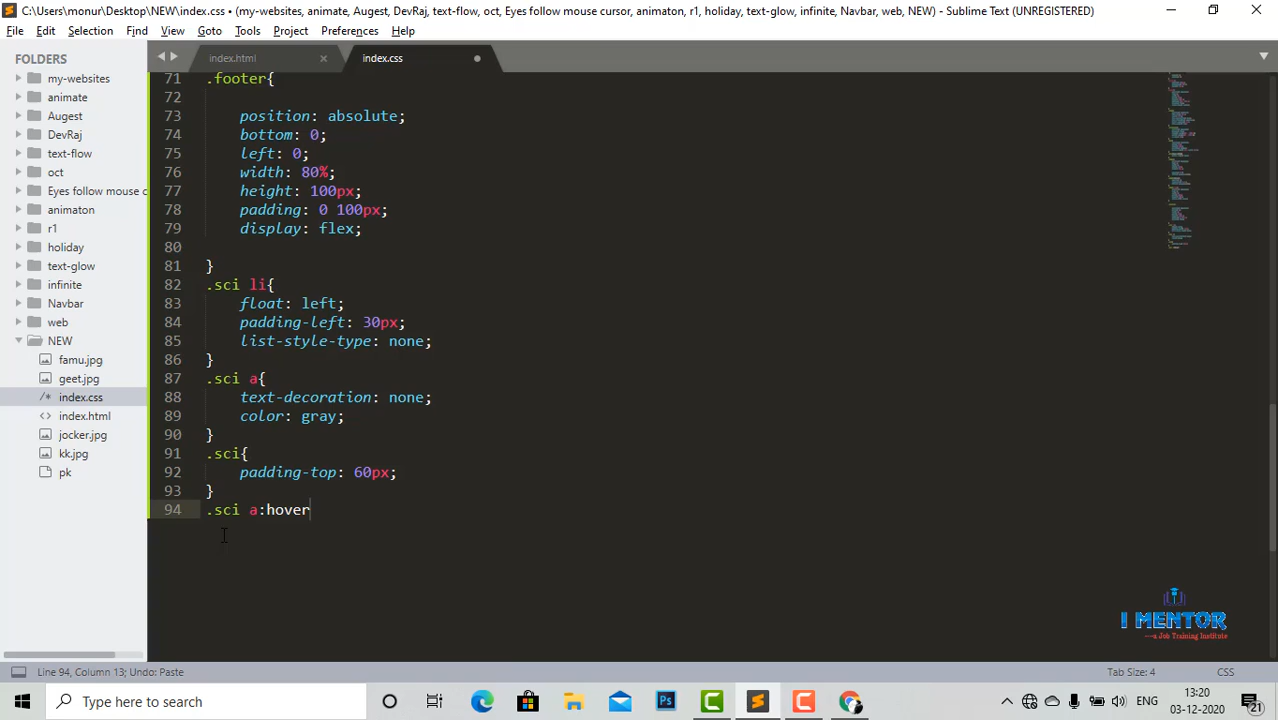 C:\Users\monur\Desktop\NEW\index.css • (my-websites, animate, Augest, DevRaj, text-flow, oct, Eyes follow mouse cursor, animaton, r1, holiday, text-glow, infinite, Navbar, web, NEW) - Sublime Text (UNREGISTERED)
File Edit Selection Find View Goto Tools Project Preferences Help
FOLDERS
my-websites
animate
Augest
DevRaj
text-flow
oct
Eyes follow mouse c
animaton
r1
holiday
text-glow
infinite
Navbar
web
NEW
famu.jpg
geet.jpg
index.css
index.html
jocker.jpg
kk.jpg
pk
index.html
index.css
71 .footer{
72
73 position: absolute;
74 bottom: 0;
75 left: 0;
76 width: 80%;
77 height: 100px;
78 padding: 0 100px;
79 display: flex;
80
81 }
82 .sci li{
83 float: left;
84 padding-left: 30px;
85 list-style-type: none;
86 }
87 .sci a{
88 text-decoration: none;
89 color: gray;
90 }
91 .sci{
92 padding-top: 60px;
93 }
94 .sci a:hover
I MENTOR
---a Job Training Institute
Line 94, Column 13; Undo: Paste
Tab Size: 4
CSS
Type here to search
Ps
ENG
13:20
03-12-2020
21